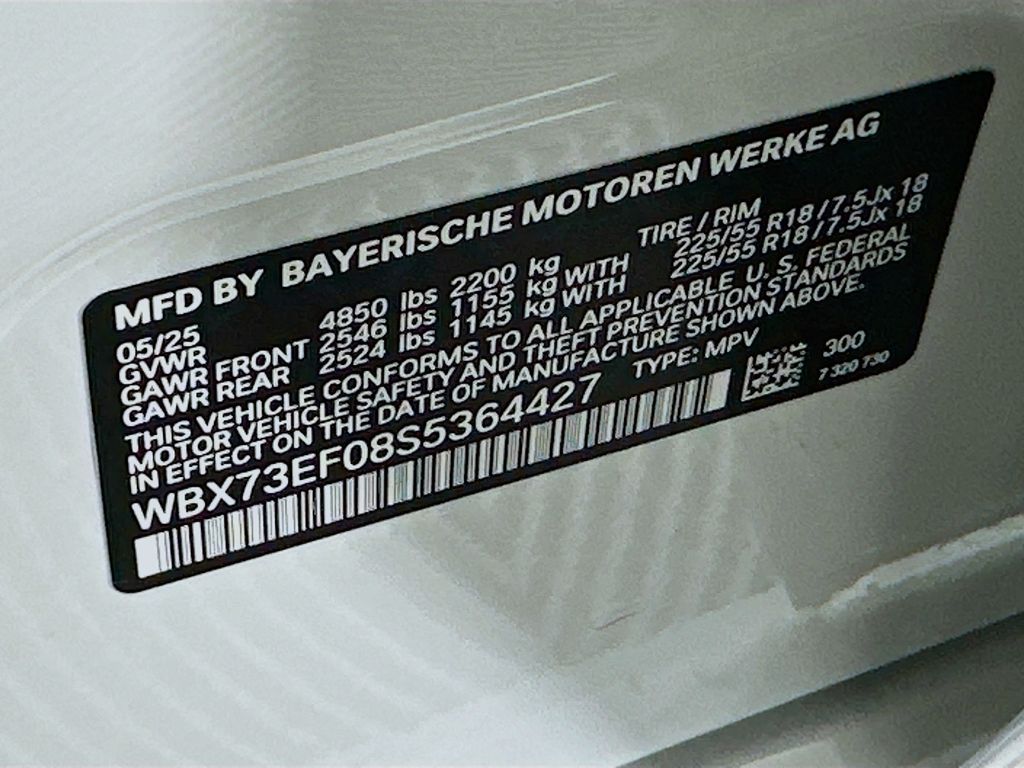 MFD BY BAYERISCHE MOTOREN WERKE AG
05/25 TIRE / RIM
GVWR 4850 lbs 2200 kg
GAWR FRONT 2546 lbs 1155 kg WITH 225/55 R18 / 7.5Jx 18
GAWR REAR 2524 lbs 1145 kg WITH 225/55 R18 / 7.5Jx 18
THIS VEHICLE CONFORMS TO ALL APPLICABLE U. S. FEDERAL
MOTOR VEHICLE SAFETY AND THEFT PREVENTION STANDARDS
IN EFFECT ON THE DATE OF MANUFACTURE SHOWN ABOVE.
WBX73EF08S5364427 TYPE: MPV
300
7 320 730